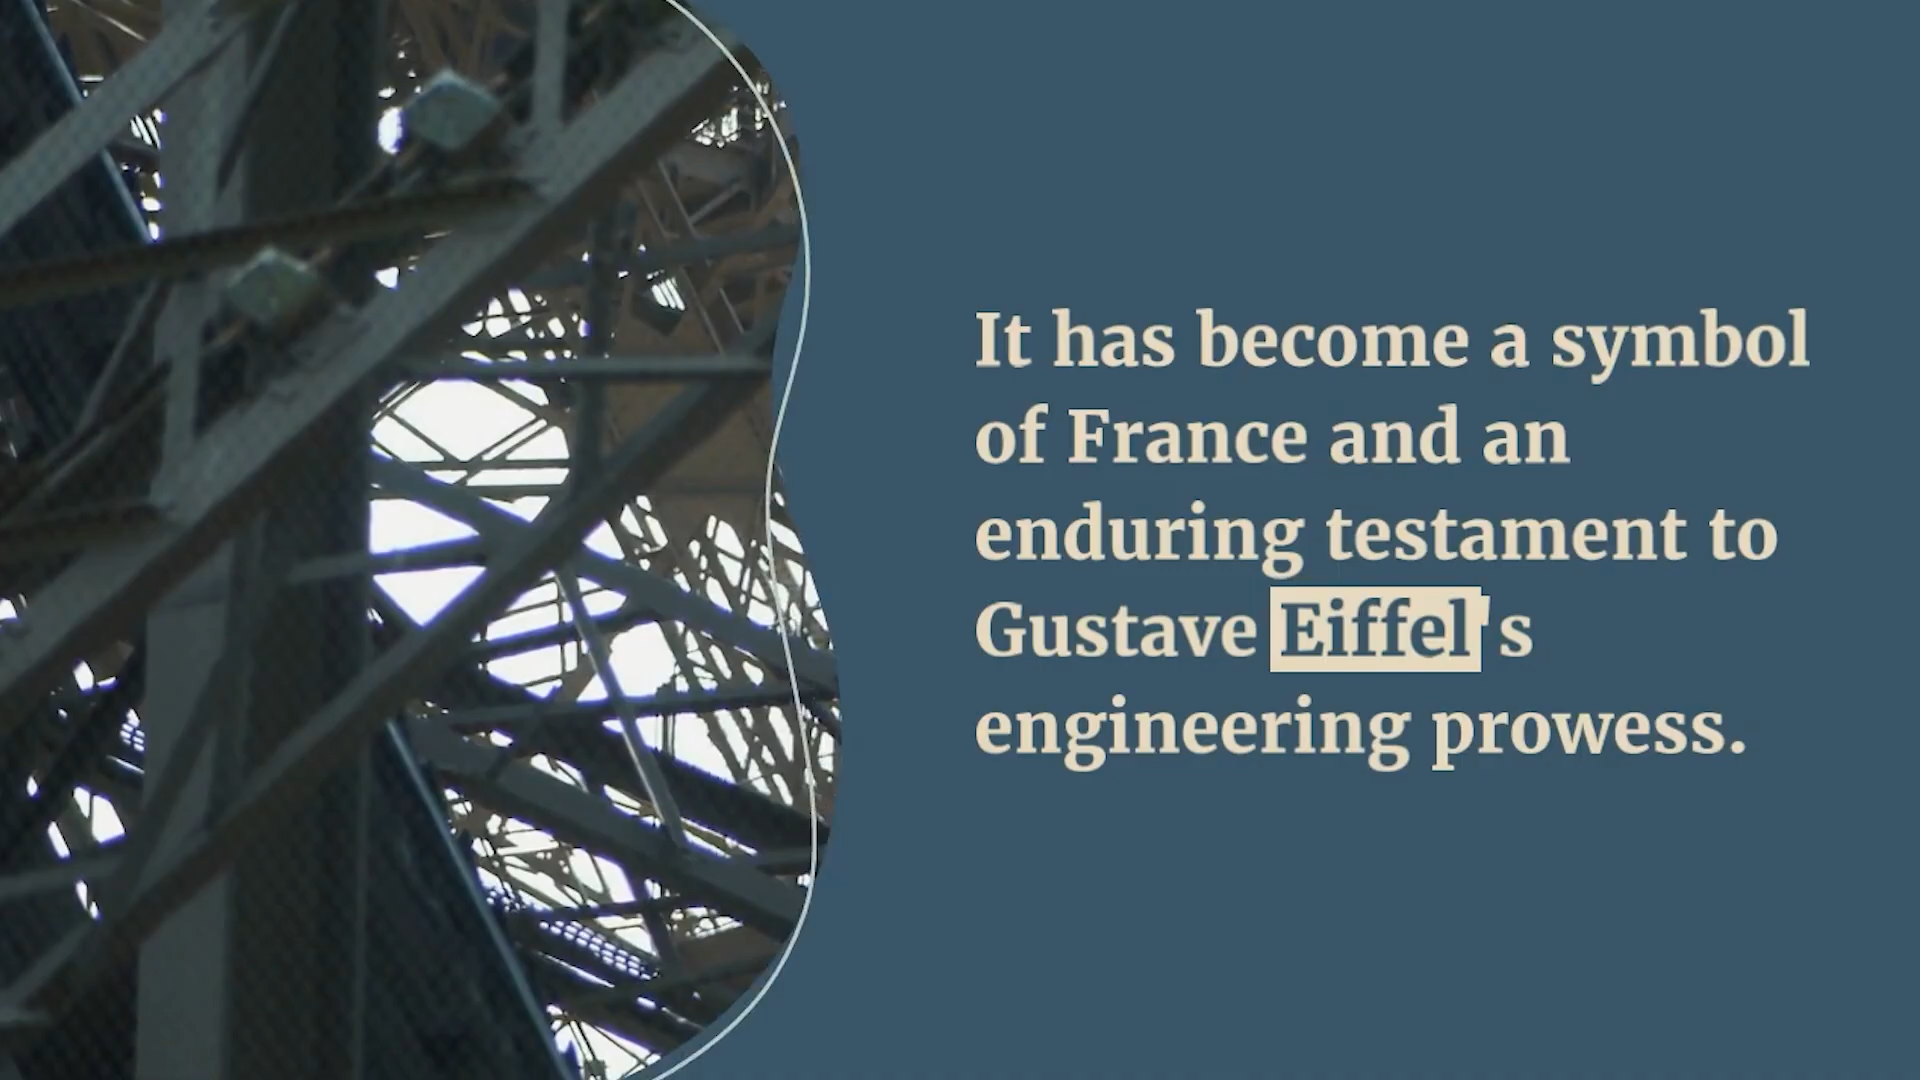 It has become a symbol
of France and an
enduring testament to
Gustave Eiffel's
engineering prowess.